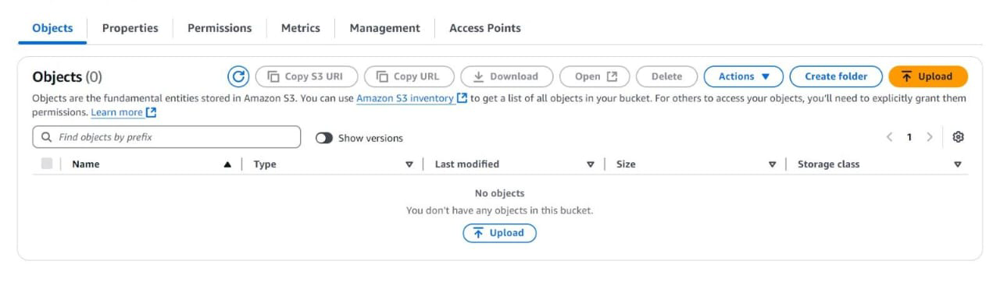 Objects Properties Permissions Metrics Management Access Points
Objects (0) Copy S3 URI Copy URL Download Open Delete Actions Create folder Upload
Objects are the fundamental entities stored in Amazon S3. You can use Amazon S3 inventory to get a list of all objects in your bucket. For others to access your objects, you'll need to explicitly grant them
permissions. Learn more
Find objects by prefix Show versions 1
Name Type Last modified Size Storage class
No objects
You don't have any objects in this bucket.
Upload